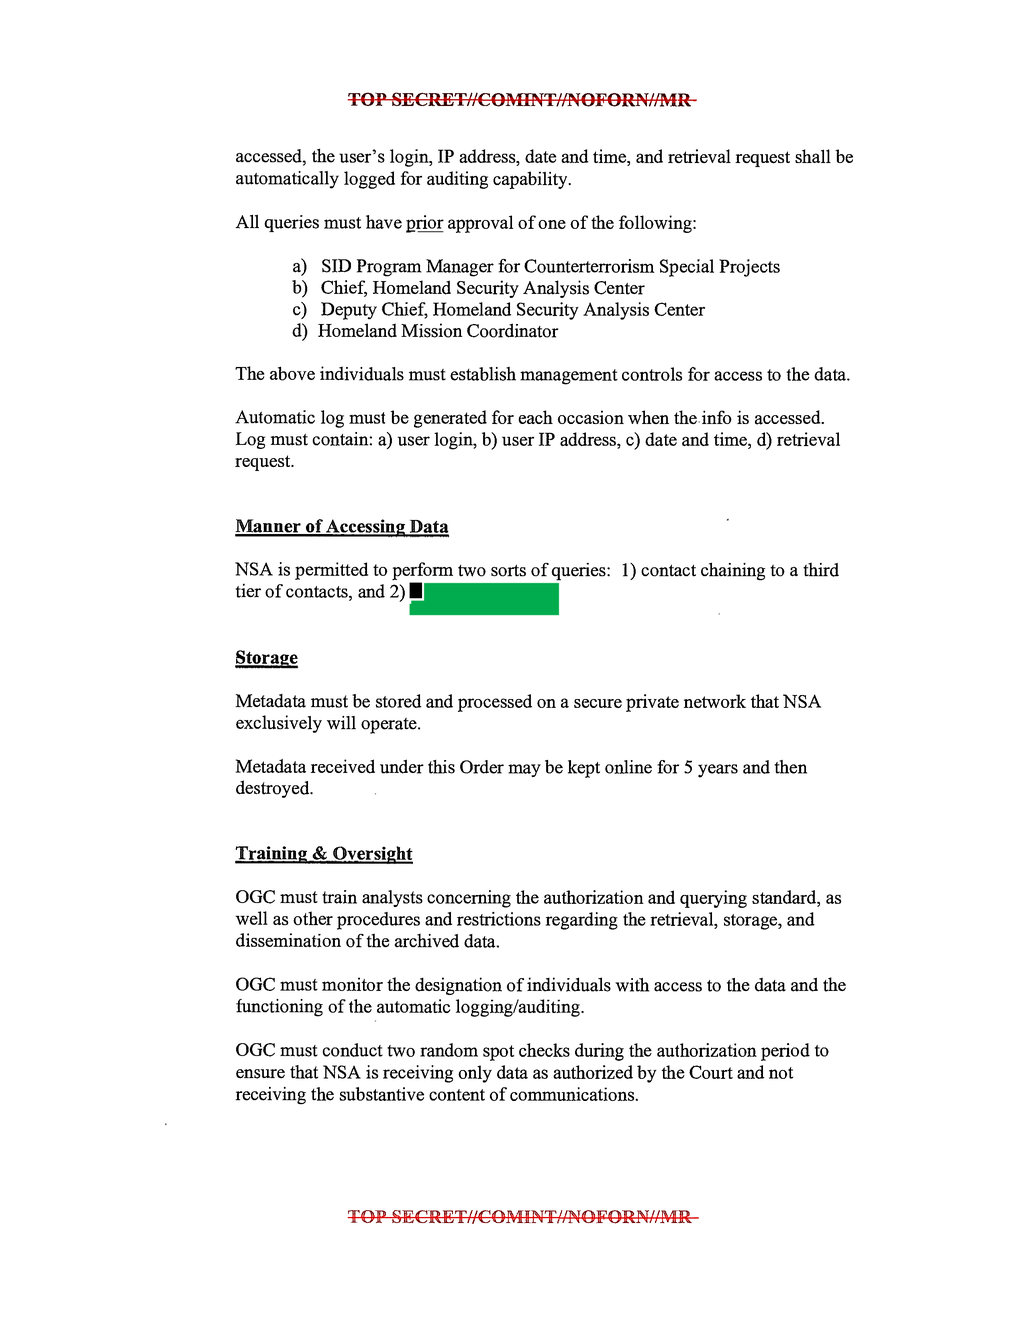 TOP SECRET//COMINT//NOFORN//MR
accessed, the user's login, IP address, date and time, and retrieval request shall be
automatically logged for auditing capability.
All queries must have prior approval of one of the following:
a) SID Program Manager for Counterterrorism Special Projects
b) Chief, Homeland Security Analysis Center
c) Deputy Chief, Homeland Security Analysis Center
d) Homeland Mission Coordinator
The above individuals must establish management controls for access to the data.
Automatic log must be generated for each occasion when the info is accessed.
Log must contain: a) user login, b) user IP address, c) date and time, d) retrieval
request.
Manner of Accessing Data
NSA is permitted to perform two sorts of queries: 1) contact chaining to a third
tier of contacts, and 2)
Storage
Metadata must be stored and processed on a secure private network that NSA
exclusively will operate.
Metadata received under this Order may be kept online for 5 years and then
destroyed.
Training & Oversight
OGC must train analysts concerning the authorization and querying standard, as
well as other procedures and restrictions regarding the retrieval, storage, and
dissemination of the archived data.
OGC must monitor the designation of individuals with access to the data and the
functioning of the automatic logging/auditing.
OGC must conduct two random spot checks during the authorization period to
ensure that NSA is receiving only data as authorized by the Court and not
receiving the substantive content of communications.
TOP SECRET//COMINT//NOFORN//MR